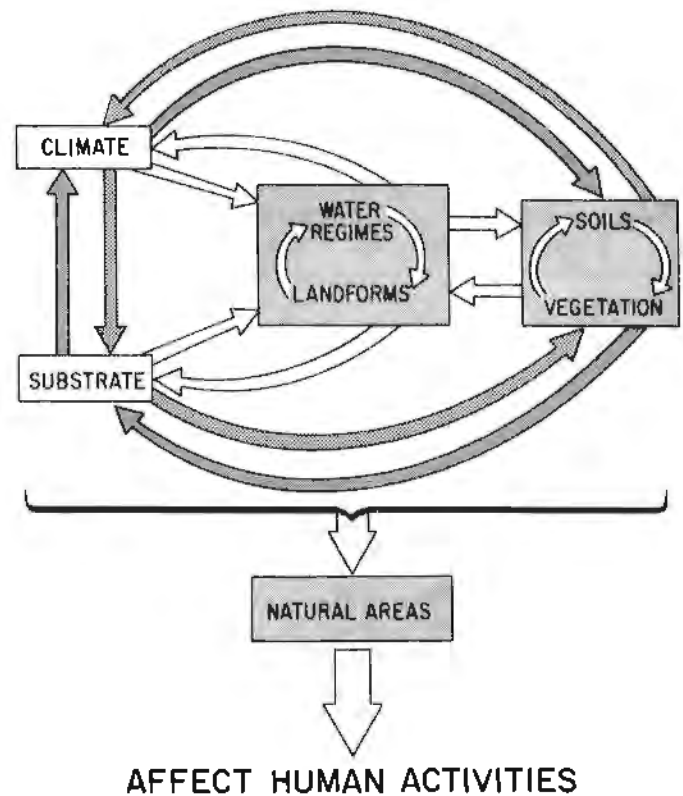 CLIMATE
WATER
REGIMES
LANDFORMS
SOILS
VEGETATION
SUBSTRATE
NATURAL AREAS
AFFECT HUMAN ACTIVITIES